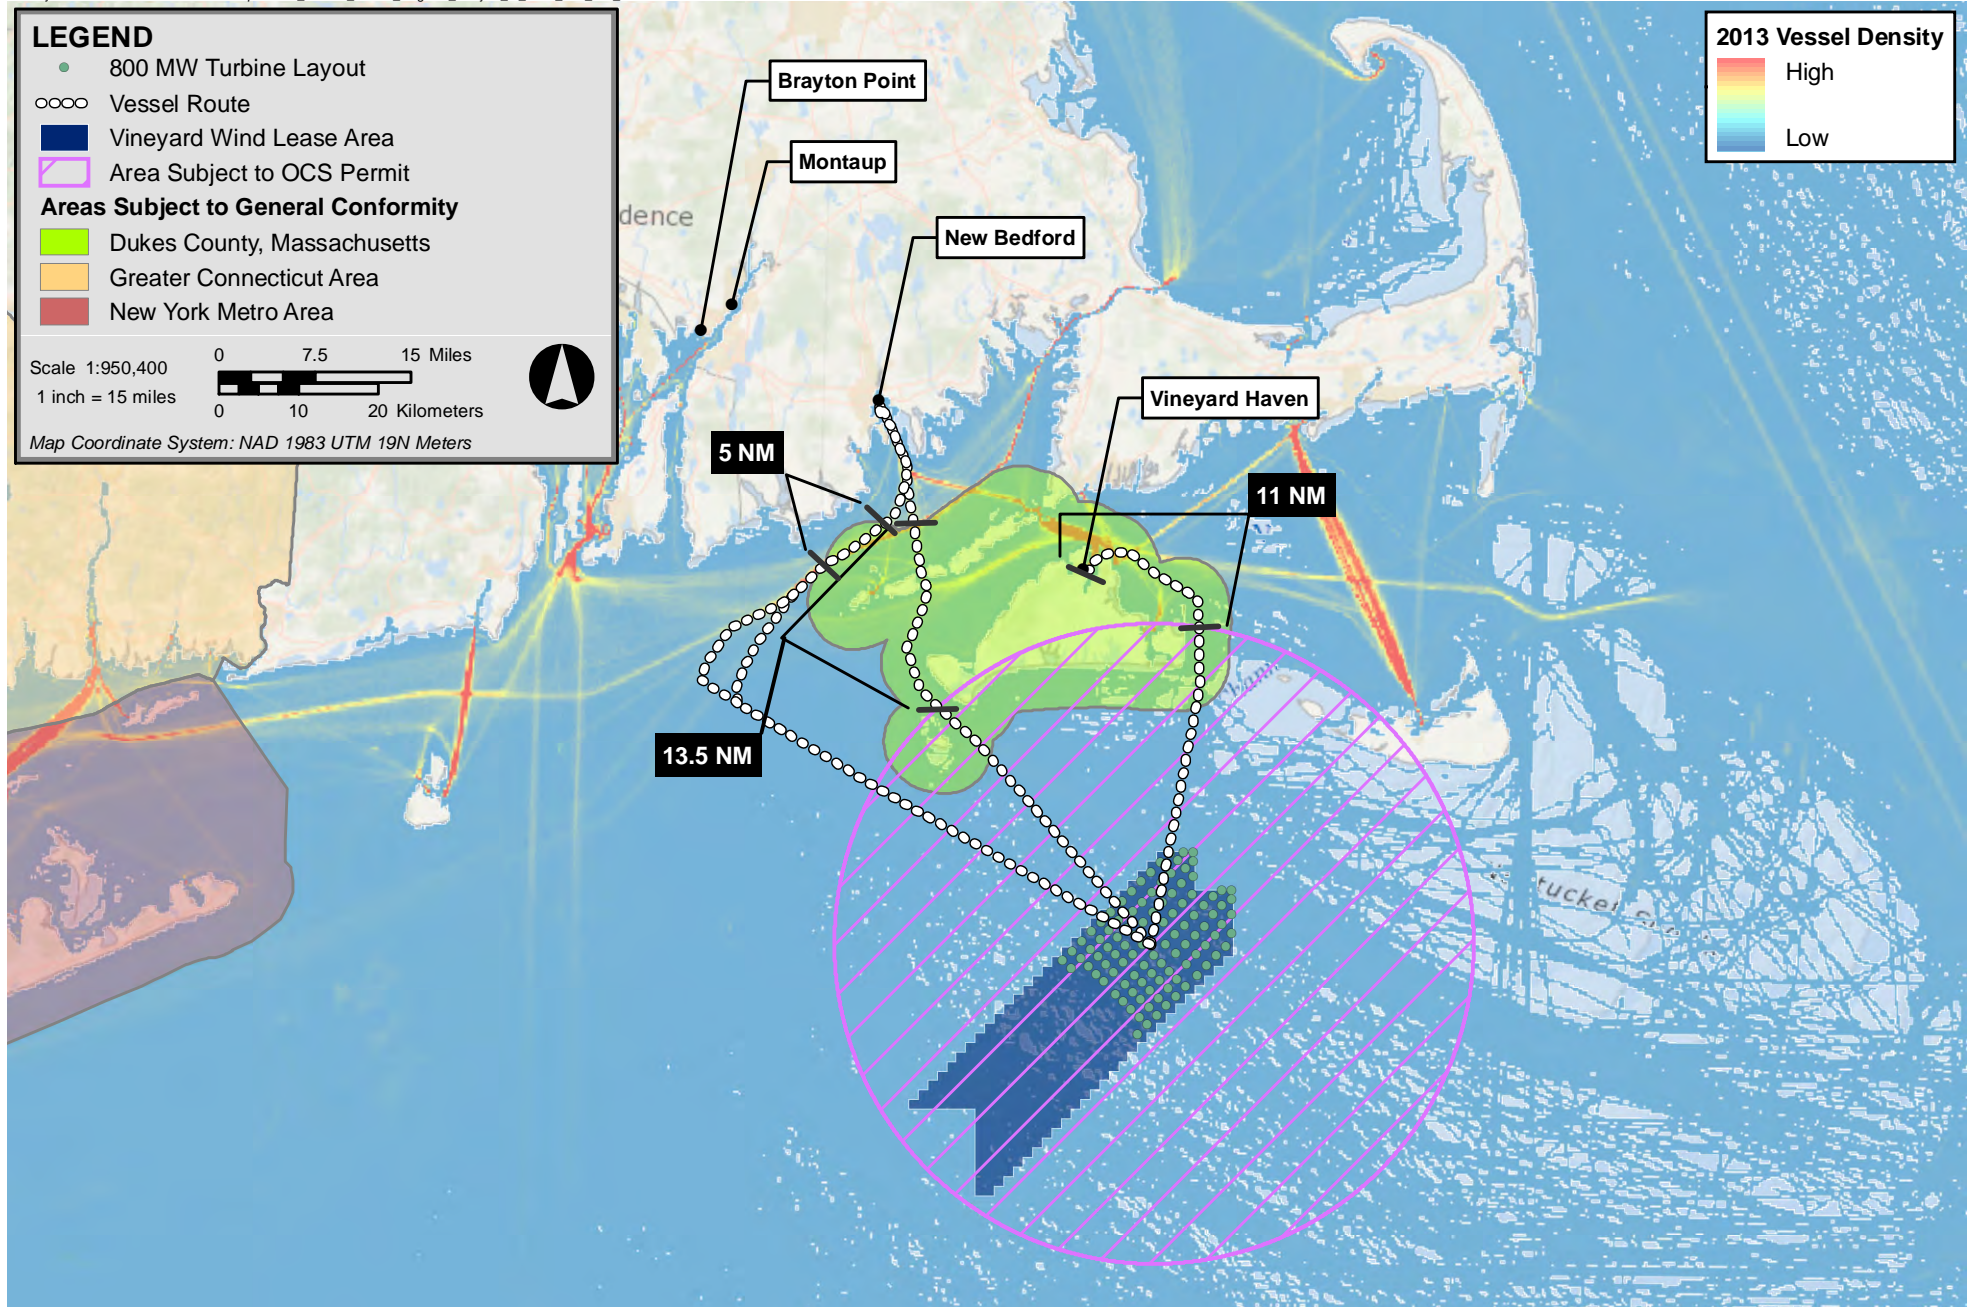 LEGEND
800 MW Turbine Layout
Vessel Route
Vineyard Wind Lease Area
Area Subject to OCS Permit
Areas Subject to General Conformity
Dukes County, Massachusetts
Greater Connecticut Area
New York Metro Area
Scale 1:950,400
1 inch = 15 miles
0 7.5 15 Miles
0 10 20 Kilometers
Map Coordinate System: NAD 1983 UTM 19N Meters
2013 Vessel Density
High
Low
Brayton Point
Montaup
dence
New Bedford
Vineyard Haven
5 NM
11 NM
13.5 NM
tucket